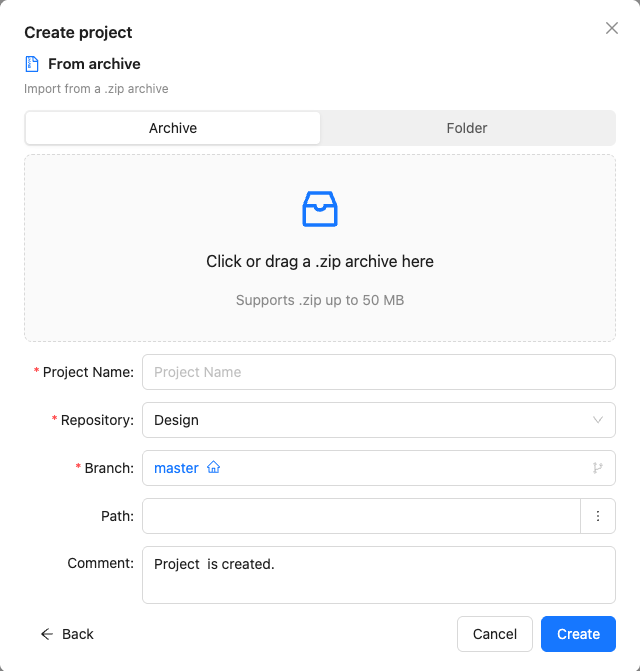 Create project
From archive
Import from a .zip archive
Archive
Folder
Click or drag a .zip archive here
Supports .zip up to 50 MB
* Project Name: Project Name
* Repository: Design
* Branch: master
Path:
Comment: Project  is created.
Back
Cancel
Create